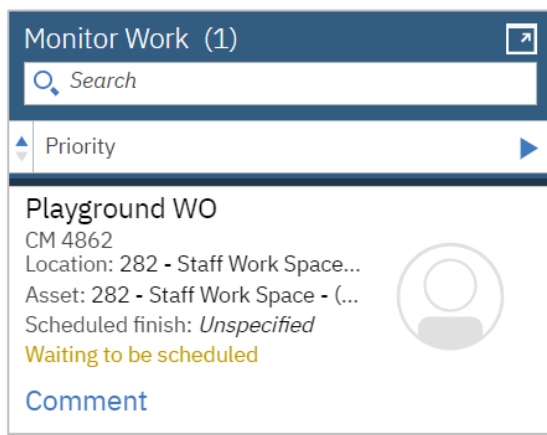 Monitor Work (1)
Search
Priority
Playground WO
CM 4862
Location: 282 - Staff Work Space...
Asset: 282 - Staff Work Space - (...
Scheduled finish: Unspecified
Waiting to be scheduled
Comment